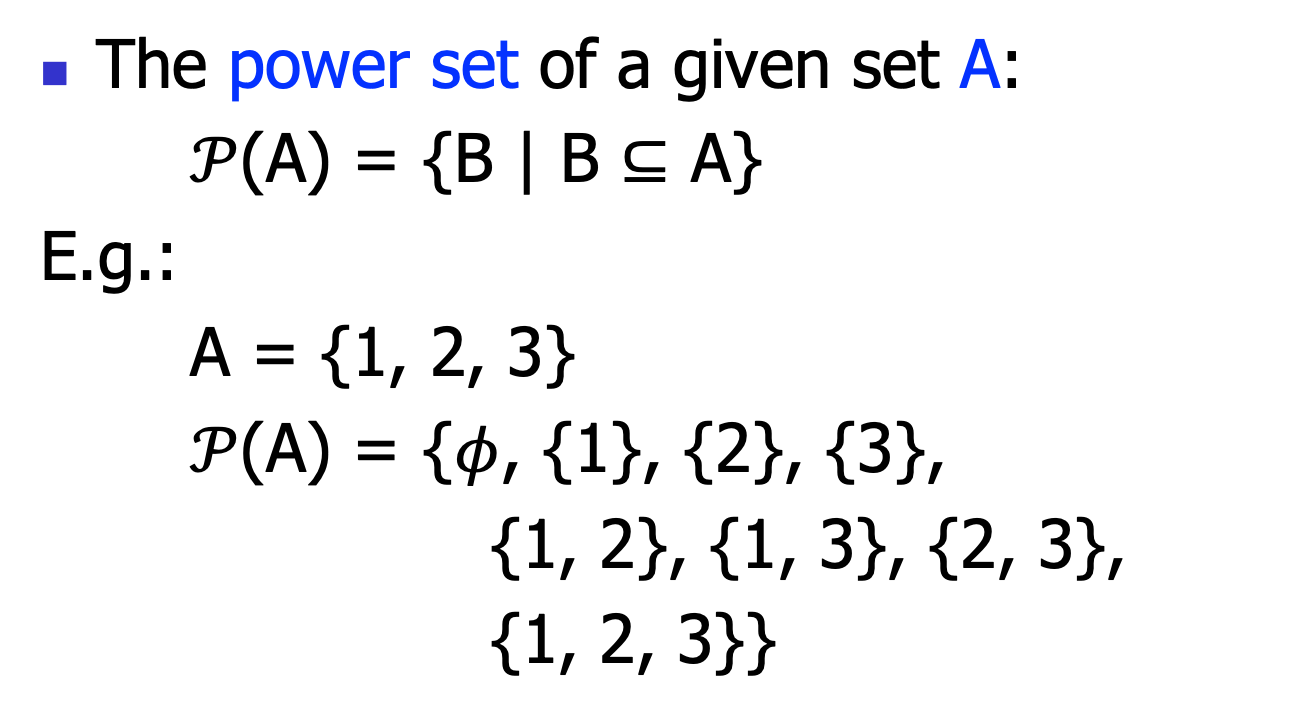 ▪ The power set of a given set A:
𝒫(A) = {B | B ⊆ A}
E.g.:
A = {1, 2, 3}
𝒫(A) = {ϕ, {1}, {2}, {3},
{1, 2}, {1, 3}, {2, 3},
{1, 2, 3}}